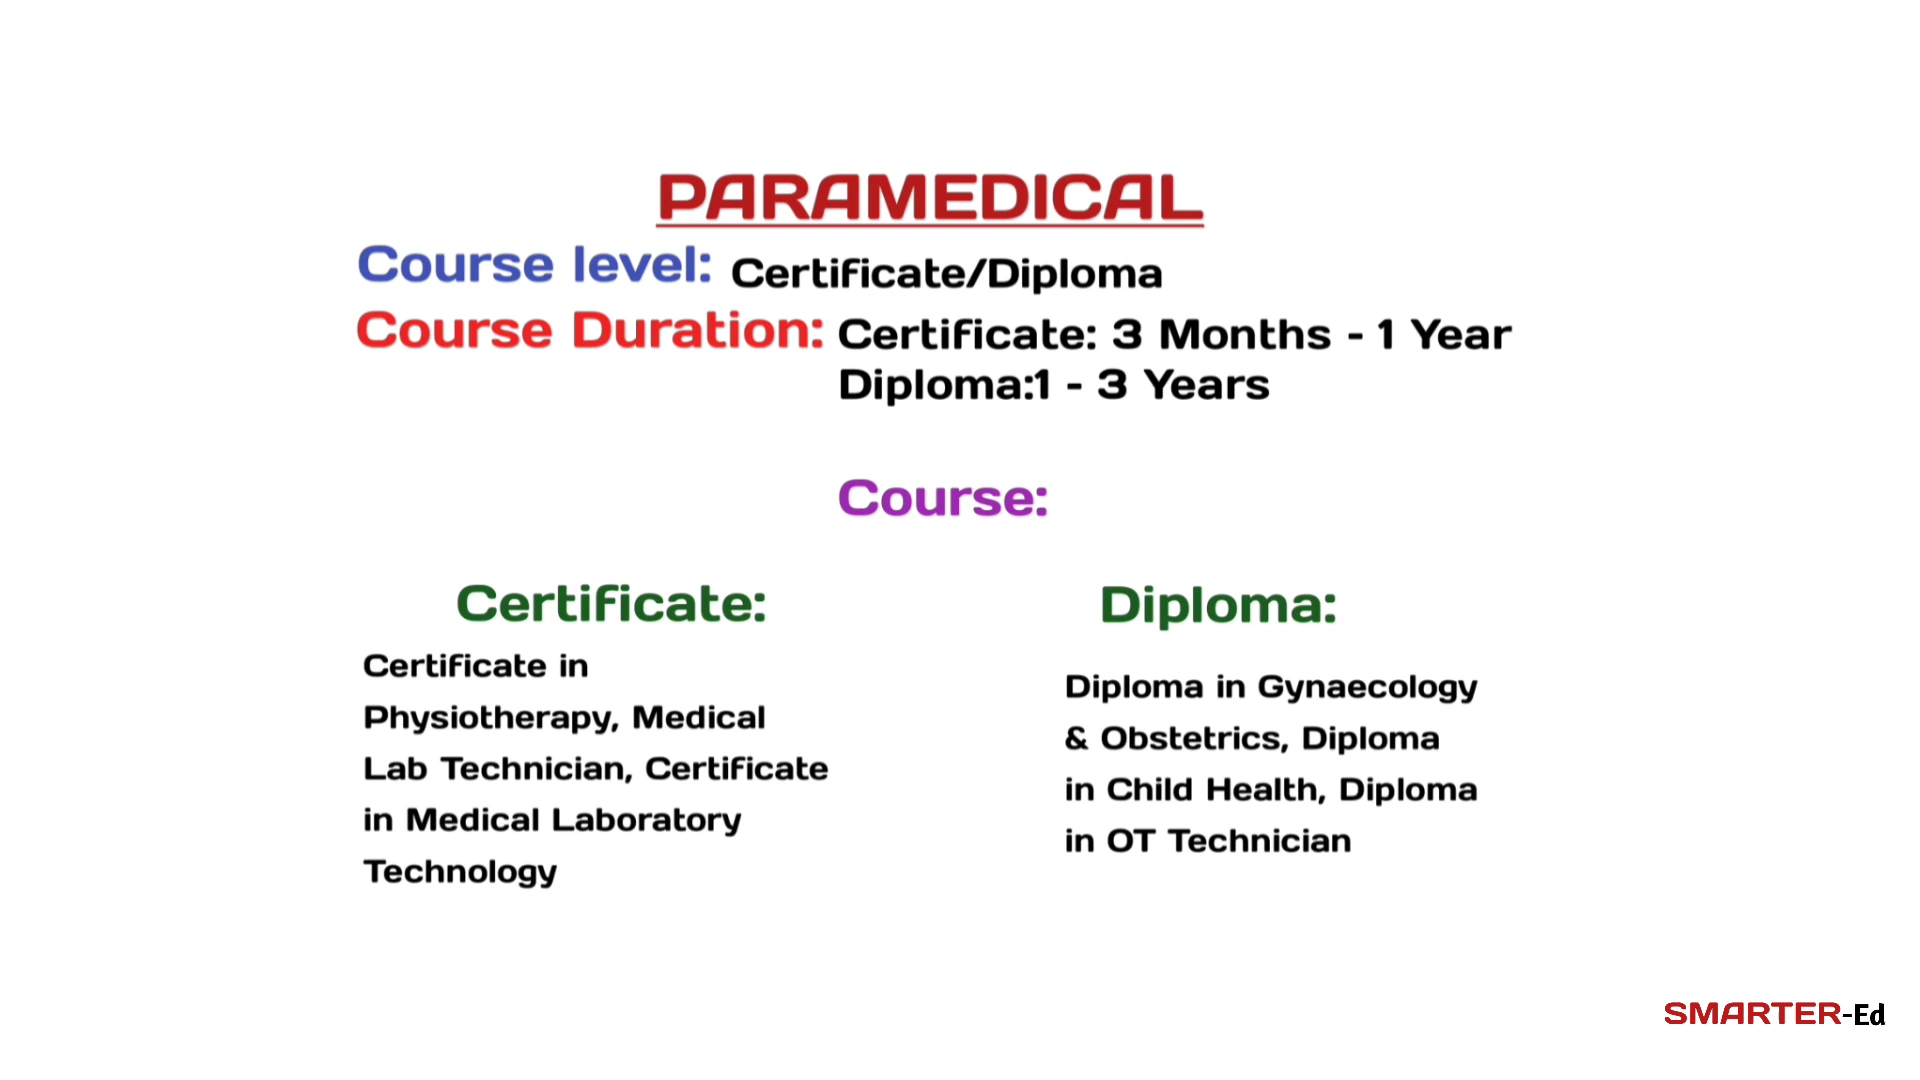 PARAMEDICAL
Course level: Certificate/Diploma
Course Duration: Certificate: 3 Months - 1 Year
Diploma:1 - 3 Years
Course:
Certificate:
Certificate in
Physiotherapy, Medical
Lab Technician, Certificate
in Medical Laboratory
Technology
Diploma:
Diploma in Gynaecology
& Obstetrics, Diploma
in Child Health, Diploma
in OT Technician
SMARTER-Ed